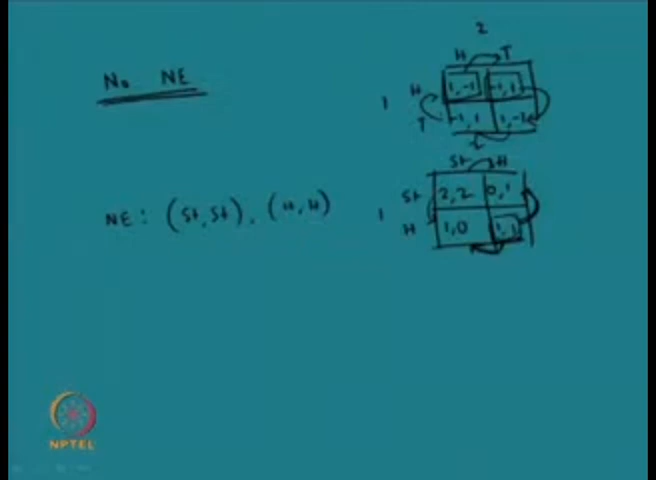 2
H T
No NE
H 1,-1 -1,1
1
T -1,1 1,-1
2
St H
St 2,2 0,1
NE: (St, St), (H, H)
1
H 1,0 1,1
NPTEL